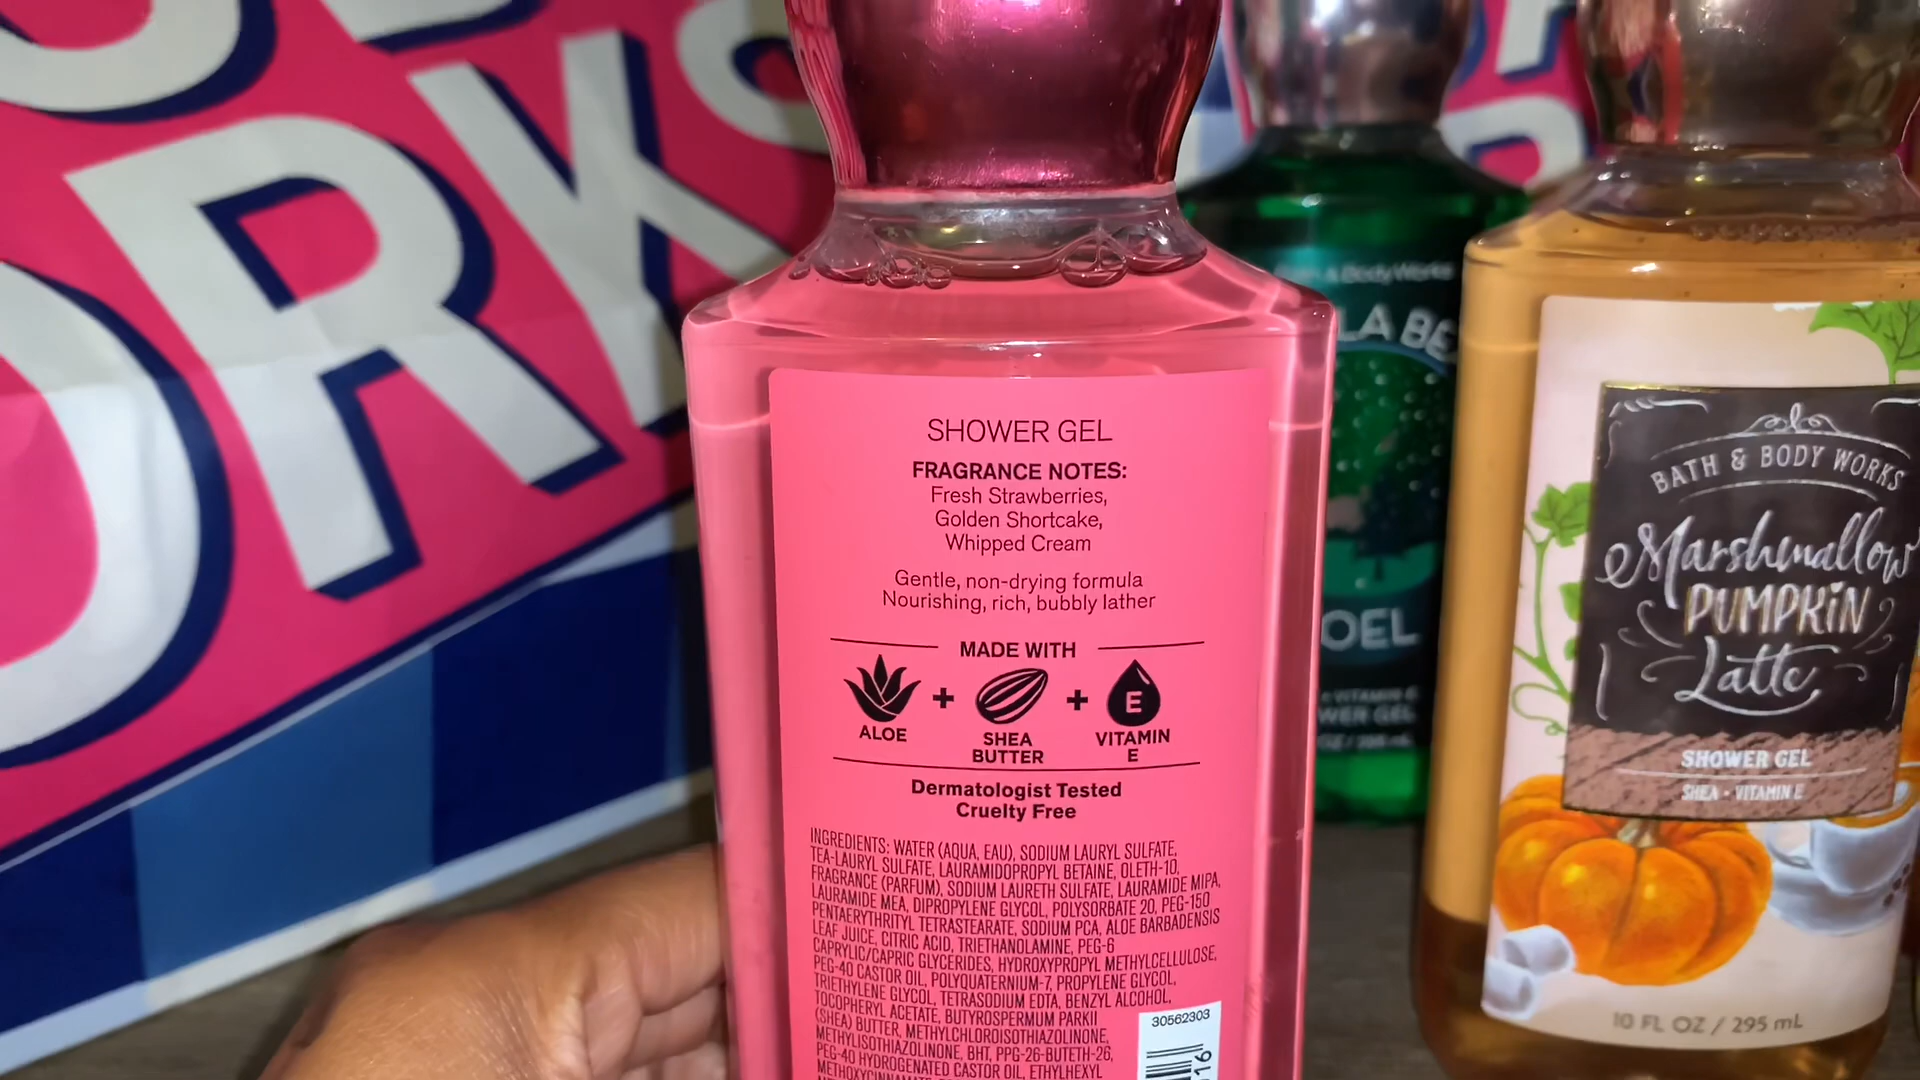 ORKS
SHOWER GEL
FRAGRANCE NOTES:
Fresh Strawberries,
Golden Shortcake,
Whipped Cream
Gentle, non-drying formula
Nourishing, rich, bubbly lather
MADE WITH
ALOE + SHEA BUTTER + E VITAMIN E
Dermatologist Tested
Cruelty Free
INGREDIENTS: WATER (AQUA, EAU), SODIUM LAURYL SULFATE,
TEA-LAURYL SULFATE, LAURAMIDOPROPYL BETAINE, OLETH-10,
FRAGRANCE (PARFUM), SODIUM LAURETH SULFATE, LAURAMIDE MIPA,
LAURAMIDE MEA, DIPROPYLENE GLYCOL, POLYSORBATE 20, PEG-150
PENTAERYTHRITYL TETRASTEARATE, SODIUM PCA, ALOE BARBADENSIS
LEAF JUICE, CITRIC ACID, TRIETHANOLAMINE, PEG-6
CAPRYLIC/CAPRIC GLYCERIDES, HYDROXYPROPYL METHYLCELLULOSE,
PEG-40 CASTOR OIL, POLYQUATERNIUM-7, PROPYLENE GLYCOL,
TRIETHYLENE GLYCOL, TETRASODIUM EDTA, BENZYL ALCOHOL,
TOCOPHERYL ACETATE, BUTYROSPERMUM PARKII
(SHEA) BUTTER, METHYLCHLOROISOTHIAZOLINONE,
METHYLISOTHIAZOLINONE, BHT, PPG-26-BUTETH-26,
PEG-40 HYDROGENATED CASTOR OIL, ETHYLHEXYL
30562303
16
LA BE
OEL
BATH & BODY WORKS
Marshmallow
PUMPKiN
Latte
SHOWER GEL
SHEA • VITAMIN E
10 FL OZ / 295 mL